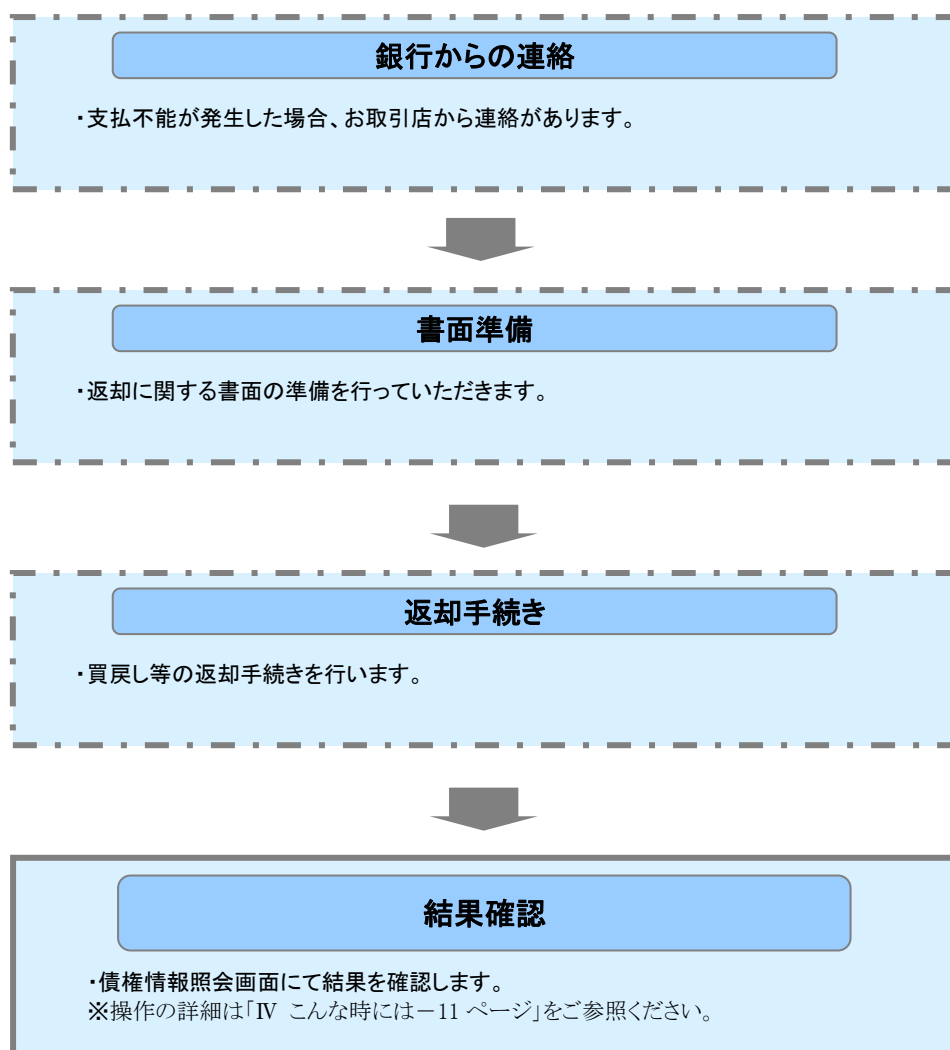 銀行からの連絡
・支払不能が発生した場合、お取引店から連絡があります。
書面準備
・返却に関する書面の準備を行っていただきます。
返却手続き
・買戻し等の返却手続きを行います。
結果確認
・債権情報照会画面にて結果を確認します。
※操作の詳細は「Ⅳ こんな時には－11 ページ」をご参照ください。